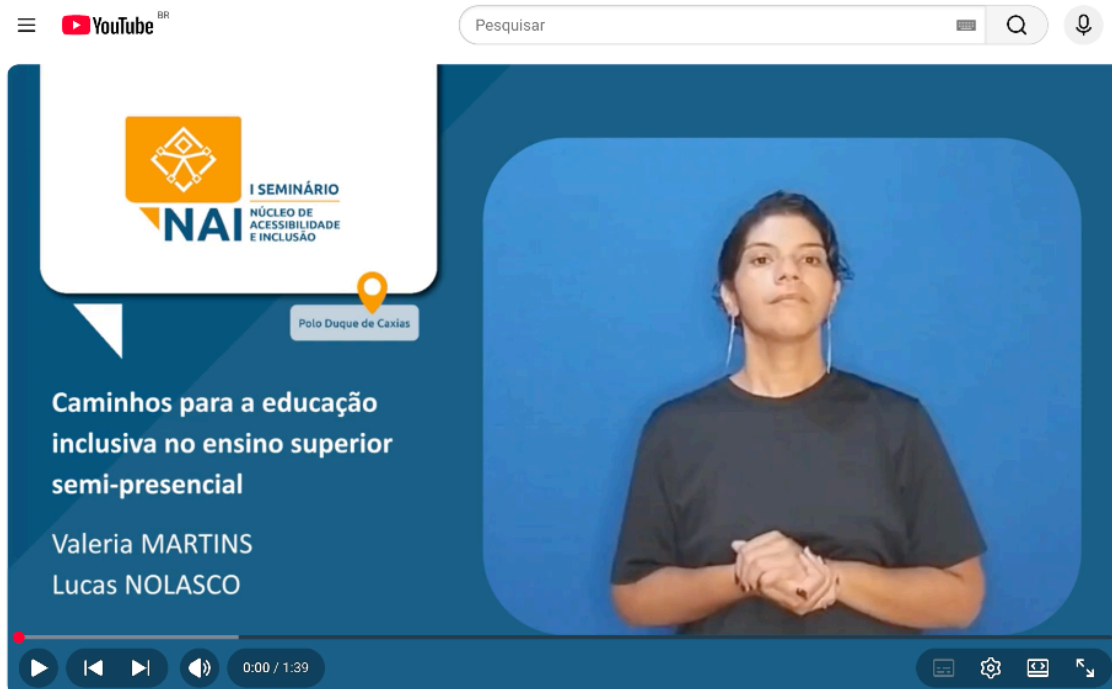 YouTube BR
Pesquisar
I SEMINÁRIO
NAI
NÚCLEO DE
ACESSIBILIDADE
E INCLUSÃO
Polo Duque de Caxias
Caminhos para a educação
inclusiva no ensino superior
semi-presencial
Valeria MARTINS
Lucas NOLASCO
0:00 / 1:39